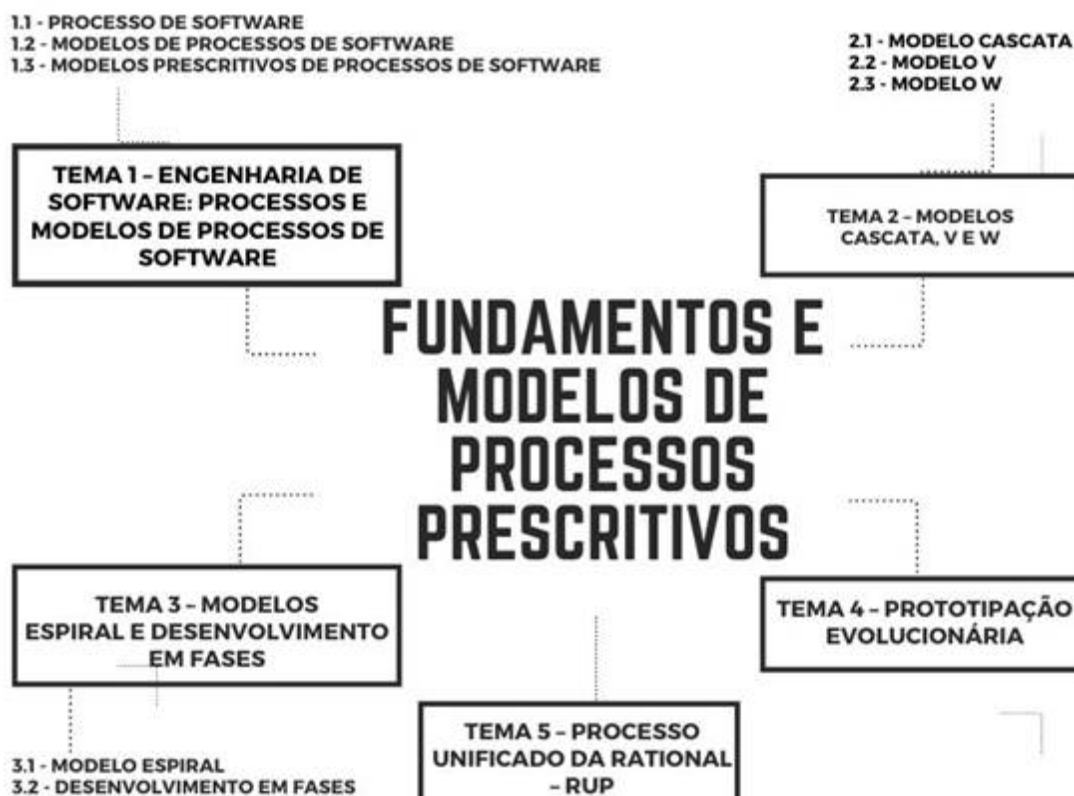 1.1 - PROCESSO DE SOFTWARE
1.2 - MODELOS DE PROCESSOS DE SOFTWARE
1.3 - MODELOS PRESCRITIVOS DE PROCESSOS DE SOFTWARE
2.1 - MODELO CASCATA
2.2 - MODELO V
2.3 - MODELO W
TEMA 1 – ENGENHARIA DE
SOFTWARE: PROCESSOS E
MODELOS DE PROCESSOS DE
SOFTWARE
TEMA 2 – MODELOS
CASCATA, V E W
FUNDAMENTOS E
MODELOS DE
PROCESSOS
PRESCRITIVOS
TEMA 3 – MODELOS
ESPIRAL E DESENVOLVIMENTO
EM FASES
TEMA 4 – PROTOTIPAÇÃO
EVOLUCIONÁRIA
TEMA 5 – PROCESSO
UNIFICADO DA RATIONAL
– RUP
3.1 - MODELO ESPIRAL
3.2 - DESENVOLVIMENTO EM FASES